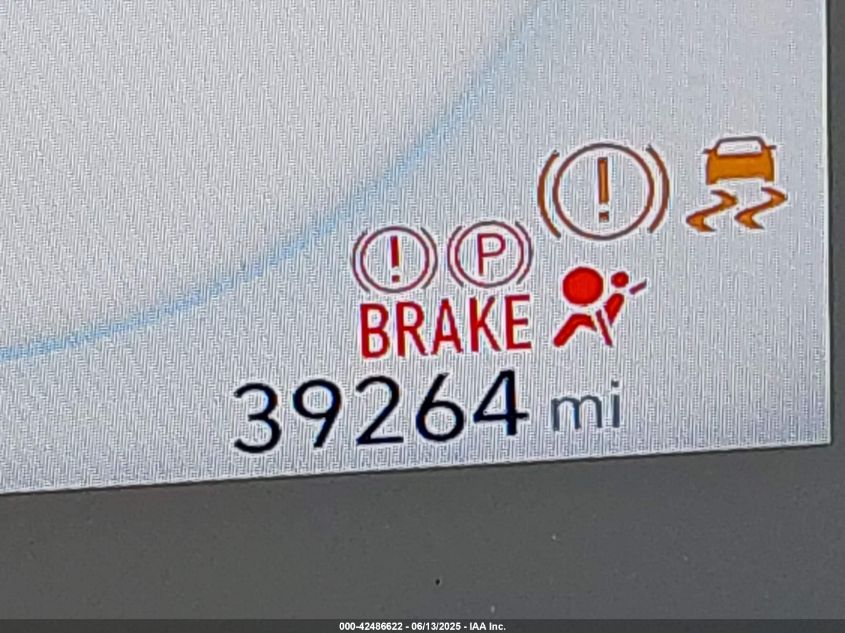 ! ! P
BRAKE
39264 mi
000-42486622 - 06/13/2025 - IAA Inc.